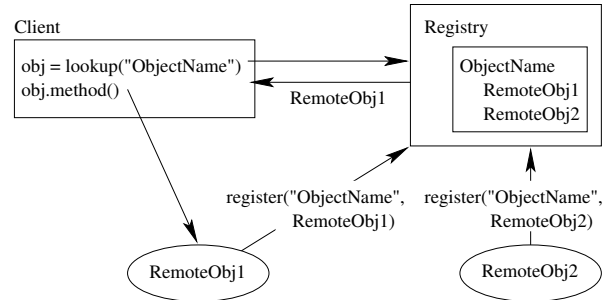 Client
obj = lookup("ObjectName")
obj.method()
RemoteObj1
Registry
ObjectName
RemoteObj1
RemoteObj2
register("ObjectName",
RemoteObj1)
register("ObjectName",
RemoteObj2)
RemoteObj1
RemoteObj2